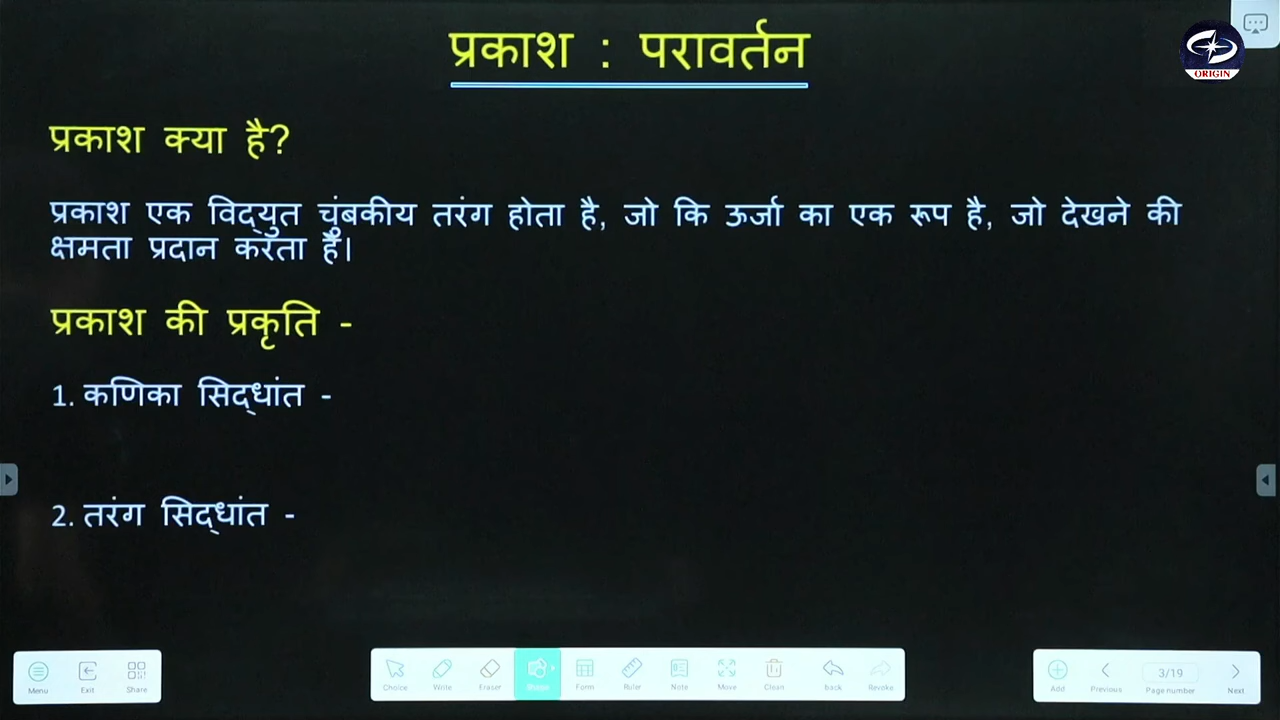 प्रकाश : परावर्तन
ORIGIN
प्रकाश क्या है?
प्रकाश एक विद्युत चुंबकीय तरंग होता है, जो कि ऊर्जा का एक रूप है, जो देखने की
क्षमता प्रदान करता है।
प्रकाश की प्रकृति -
1. कणिका सिद्धांत -
2. तरंग सिद्धांत -
Menu Exit Share Choice Write Eraser Form Ruler Note Move Clean back Revoke Add Previous 3/19 Page number Next